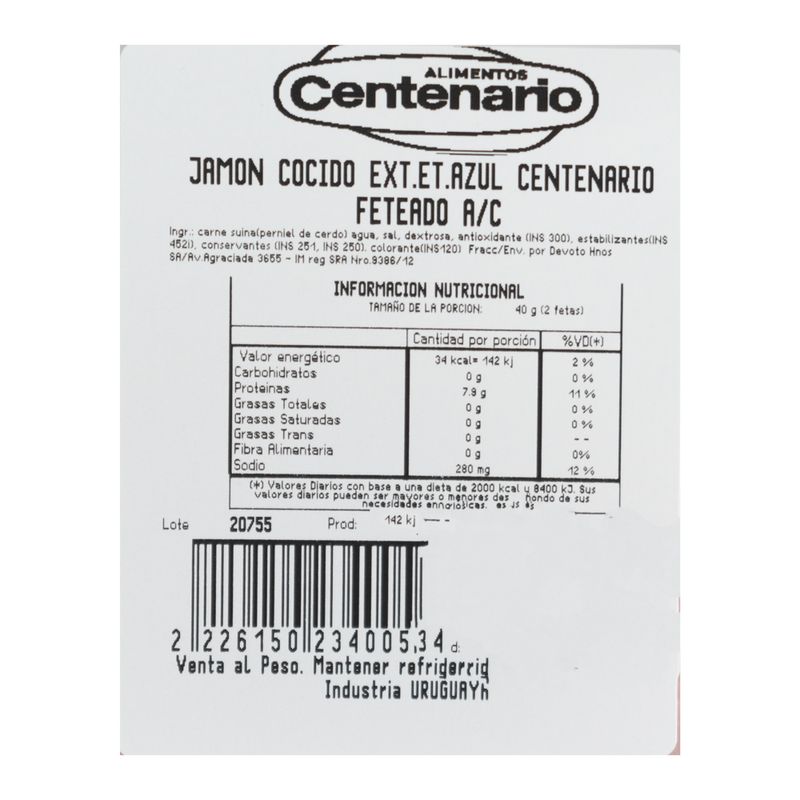 ALIMENTOS
Centenario
JAMON COCIDO EXT.ET.AZUL CENTENARIO
FETEADO A/C
Ingr.: carne suina(perniel de cerdo) agua, sal, dextrosa, antioxidante (INS 300), estabilizantes(INS
452i), conservantes (INS 251, INS 250). colorante(INS120) Fracc/Env. por Devoto Hnos
SA/Av.Agraciada 3655 - IM reg SRA Nro.9386/12
INFORMACION NUTRICIONAL
TAMAÑO DE LA PORCION: 40 g (2 fetas)
Cantidad por porción %VD(*)
Valor energético 34 kcal= 142 kj 2 %
Carbohidratos 0 g 0 %
Proteinas 7.9 g 11 %
Grasas Totales 0 g 0 %
Grasas Saturadas 0 g 0 %
Grasas Trans 0 g - -
Fibra Alimentaria 0 g 0%
Sodio 280 mg 12 %
(*) Valores Diarios con base a una dieta de 2000 kcal y 8400 kJ. Sus
valores diarios pueden ser mayores o menores des de sus
necesidades
Lote 20755 Prod: 142 kj
2 226150 234005,34 d:
Venta al Peso. Mantener
Industria URUGUAYh